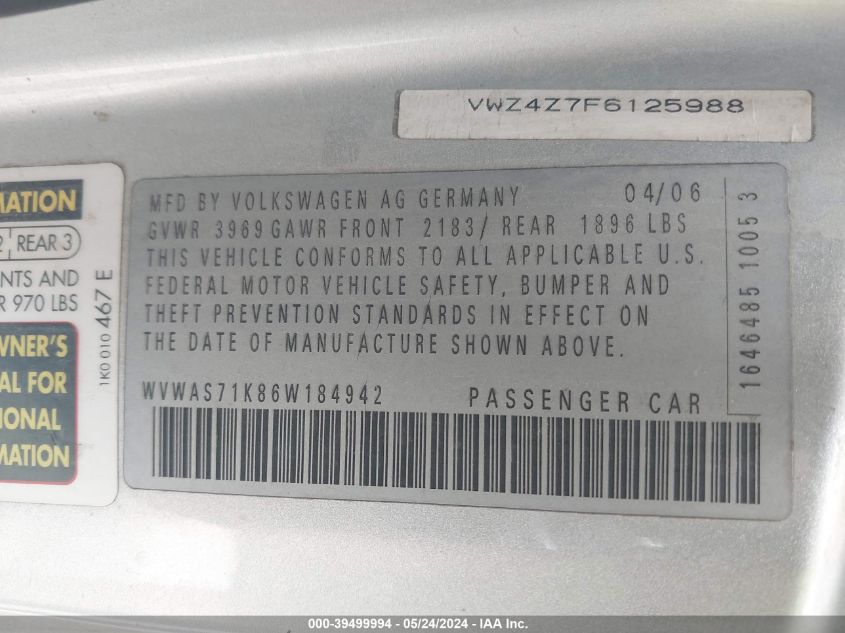 VWZ4Z7F6125988
MATION
2 REAR 3
NTS AND
R 970 LBS
1K0 010 467 E
WNER'S
AL FOR
IONAL
MATION
MFD BY VOLKSWAGEN AG GERMANY 04/06
GVWR 3969 GAWR FRONT 2183/ REAR 1896 LBS
THIS VEHICLE CONFORMS TO ALL APPLICABLE U.S.
FEDERAL MOTOR VEHICLE SAFETY, BUMPER AND
THEFT PREVENTION STANDARDS IN EFFECT ON
THE DATE OF MANUFACTURE SHOWN ABOVE.
WVWAS71K86W184942 PASSENGER CAR
1646485 1005 3
000-39499994 - 05/24/2024 - IAA Inc.